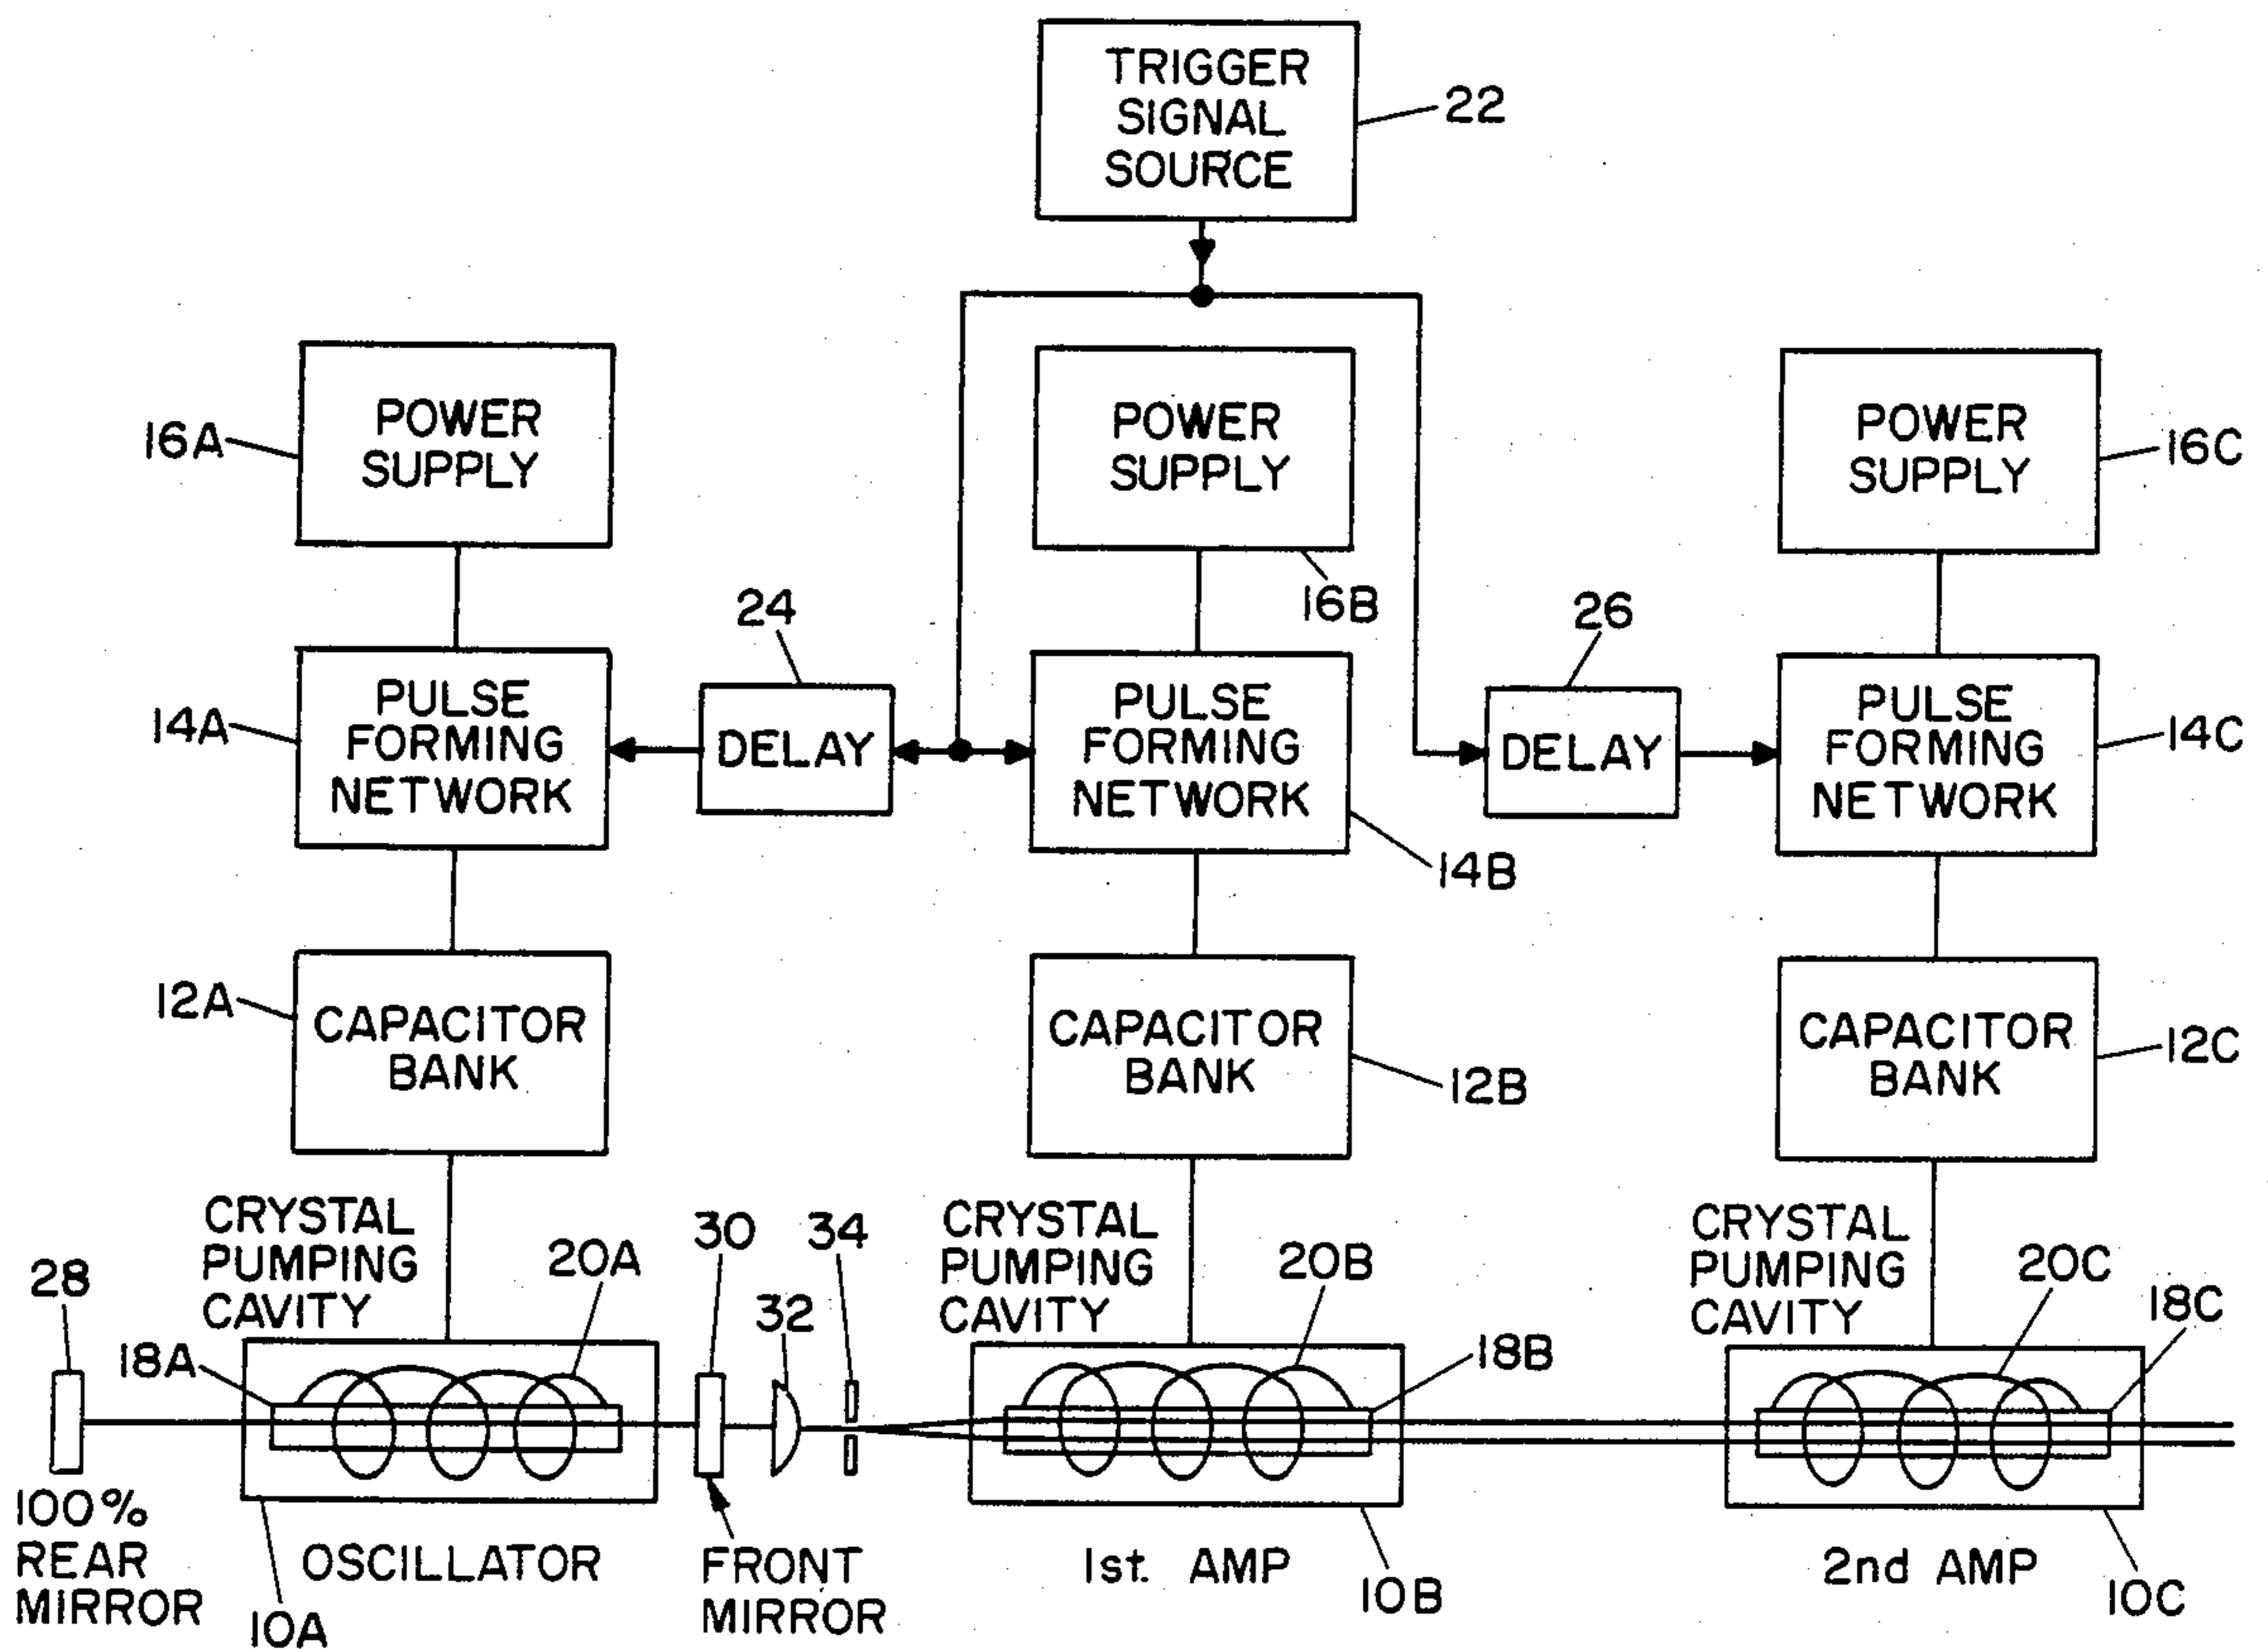 TRIGGER
SIGNAL
SOURCE
22
POWER
SUPPLY
16A
POWER
SUPPLY
16B
POWER
SUPPLY
16C
24
26
PULSE
FORMING
NETWORK
14A
DELAY
PULSE
FORMING
NETWORK
14B
DELAY
PULSE
FORMING
NETWORK
14C
CAPACITOR
BANK
12A
CAPACITOR
BANK
12B
CAPACITOR
BANK
12C
CRYSTAL
PUMPING
CAVITY
28
18A
20A
30
32
34
CRYSTAL
PUMPING
CAVITY
20B
18B
CRYSTAL
PUMPING
CAVITY
20C
18C
100%
REAR
MIRROR
10A
OSCILLATOR
FRONT
MIRROR
1st. AMP
10B
2nd AMP
10C